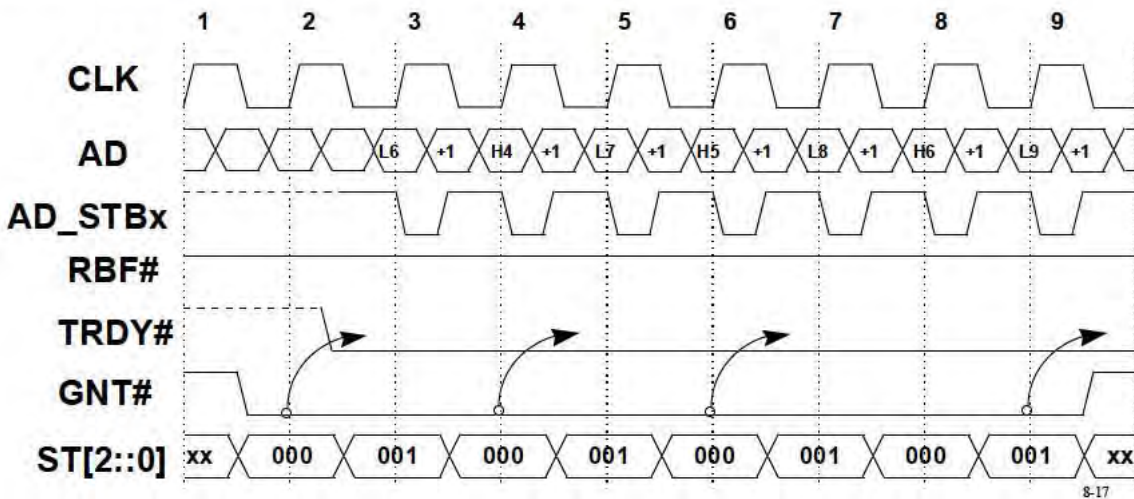 1 2 3 4 5 6 7 8 9
CLK
AD L6 +1 H4 +1 L7 +1 H5 +1 L8 +1 H6 +1 L9 +1
AD_STBx
RBF#
TRDY#
GNT#
ST[2::0] xx 000 001 000 001 000 001 000 001 xx
8-17